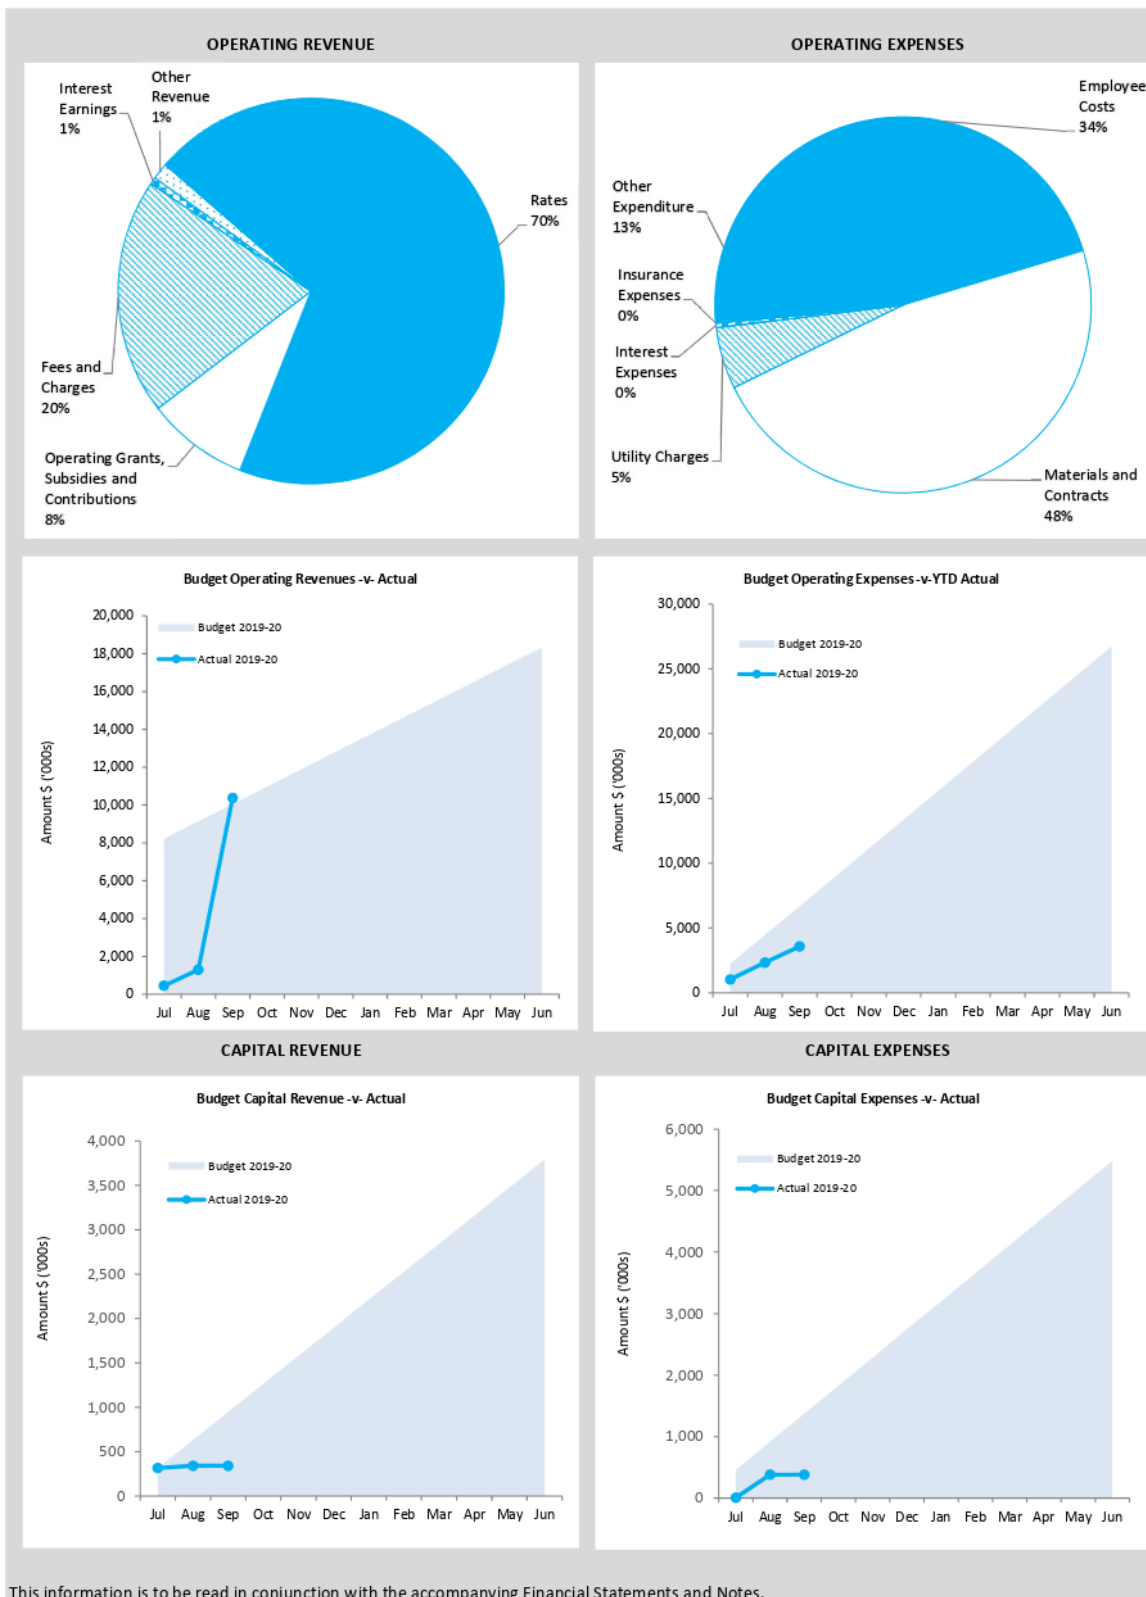 OPERATING REVENUE
OPERATING EXPENSES
Interest
Earnings
1%
Other
Revenue
1%
Rates
70%
Fees and
Charges
20%
Operating Grants,
Subsidies and
Contributions
8%
Employee
Costs
34%
Other
Expenditure
13%
Insurance
Expenses
0%
Interest
Expenses
0%
Utility Charges
5%
Materials and
Contracts
48%
Budget Operating Revenues -v- Actual
20,000
18,000
16,000
14,000
12,000
10,000
8,000
6,000
4,000
2,000
0
Amount $ ('000s)
Budget 2019-20
Actual 2019-20
Jul Aug Sep Oct Nov Dec Jan Feb Mar Apr May Jun
Budget Operating Expenses -v-YTD Actual
30,000
25,000
20,000
15,000
10,000
5,000
0
Amount $ ('000s)
Budget 2019-20
Actual 2019-20
Jul Aug Sep Oct Nov Dec Jan Feb Mar Apr May Jun
CAPITAL REVENUE
CAPITAL EXPENSES
Budget Capital Revenue -v- Actual
4,000
3,500
3,000
2,500
2,000
1,500
1,000
500
0
Amount $ ('000s)
Budget 2019-20
Actual 2019-20
Jul Aug Sep Oct Nov Dec Jan Feb Mar Apr May Jun
Budget Capital Expenses -v- Actual
6,000
5,000
4,000
3,000
2,000
1,000
0
Amount $ ('000s)
Budget 2019-20
Actual 2019-20
Jul Aug Sep Oct Nov Dec Jan Feb Mar Apr May Jun
This information is to be read in conjunction with the accompanying Financial Statements and Notes.